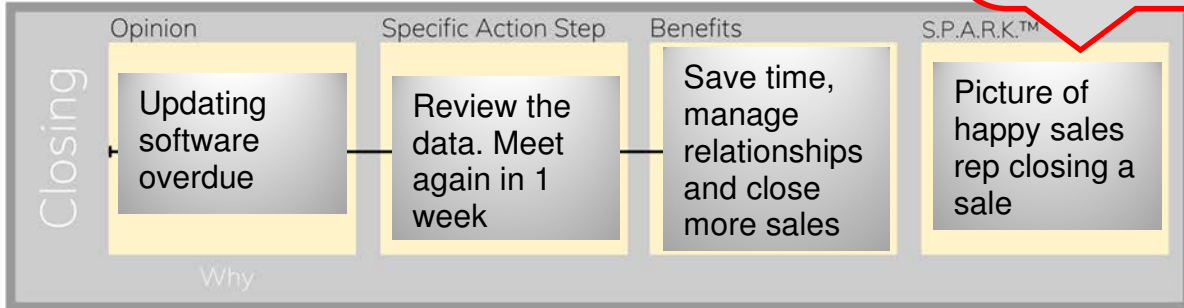 Opinion
Specific Action Step
Benefits
S.P.A.R.K.™
Closing
Updating
software
overdue
Review the
data. Meet
again in 1
week
Save time,
manage
relationships
and close
more sales
Picture of
happy sales
rep closing a
sale
Why